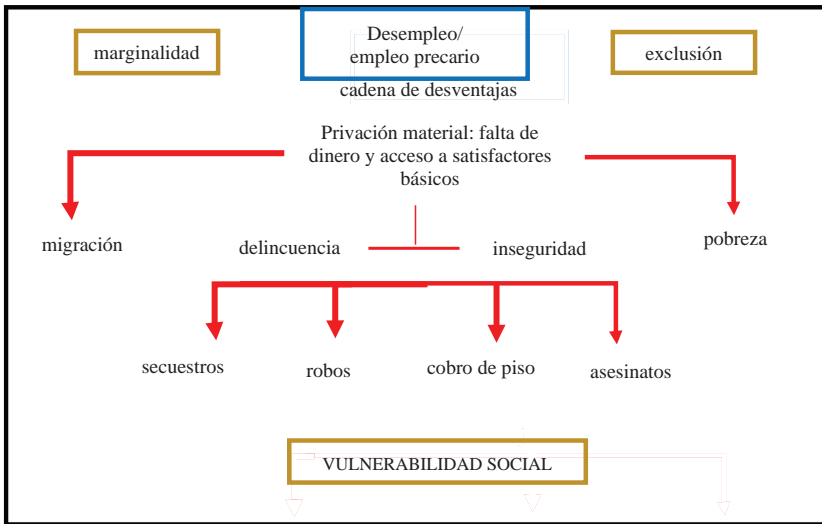 marginalidad
Desempleo/
empleo precario
exclusión
cadena de desventajas
Privación material: falta de
dinero y acceso a satisfactores
básicos
migración
delincuencia
inseguridad
pobreza
secuestros
robos
cobro de piso
asesinatos
VULNERABILIDAD SOCIAL